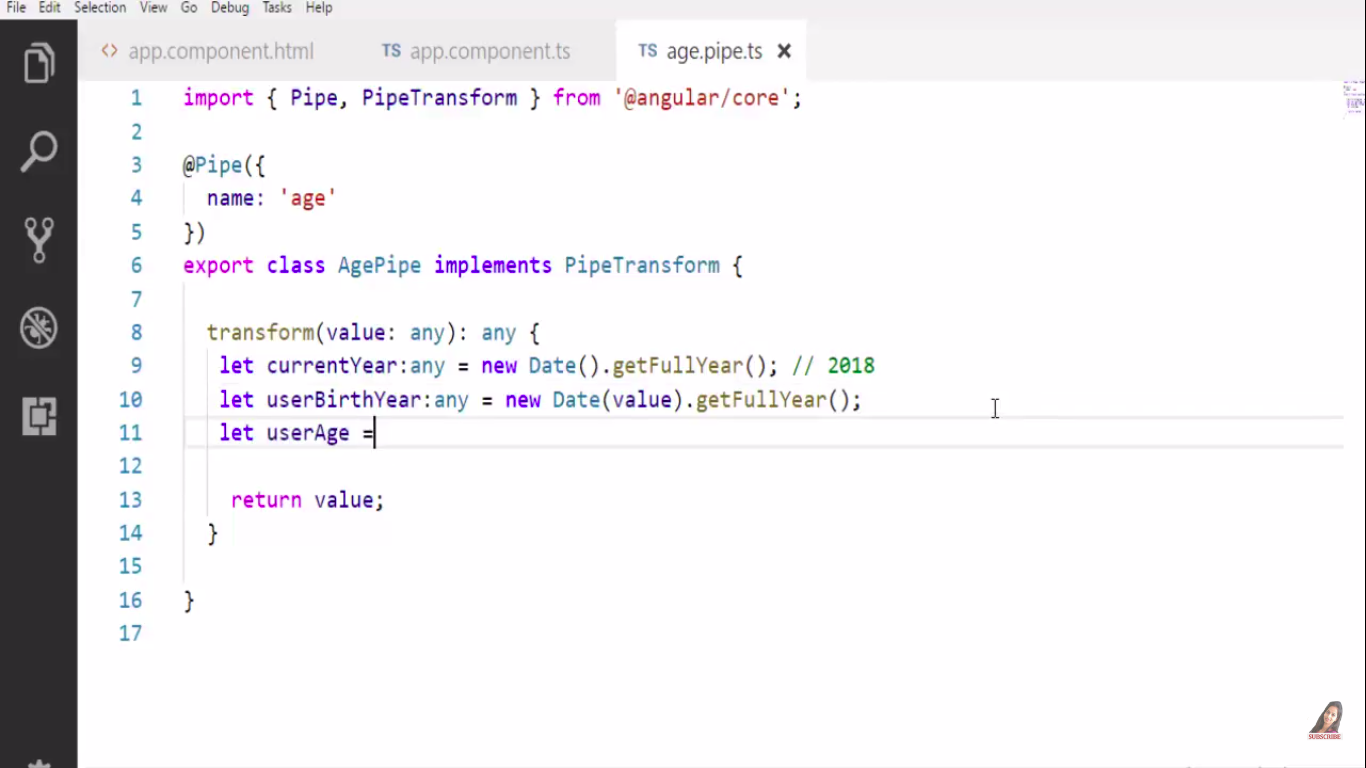 File Edit Selection View Go Debug Tasks Help
<> app.component.html TS app.component.ts TS age.pipe.ts ×
1 import { Pipe, PipeTransform } from '@angular/core';
2
3 @Pipe({
4   name: 'age'
5 })
6 export class AgePipe implements PipeTransform {
7
8   transform(value: any): any {
9    let currentYear:any = new Date().getFullYear(); // 2018
10    let userBirthYear:any = new Date(value).getFullYear();
11    let userAge =
12
13     return value;
14   }
15
16 }
17
SUBSCRIBE